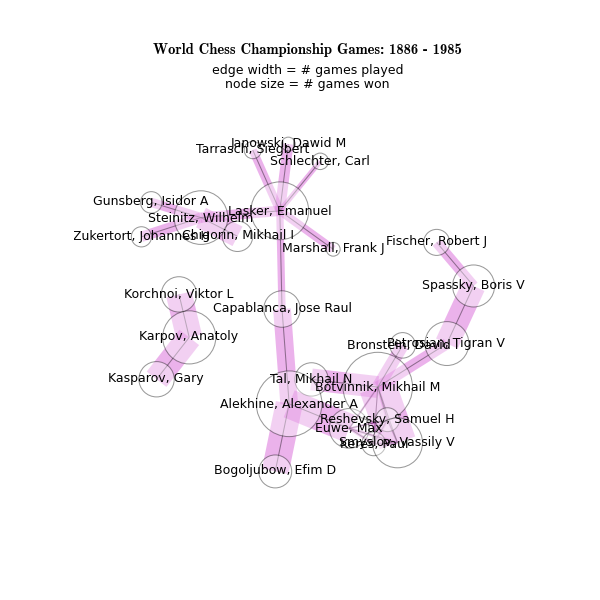 World Chess Championship Games: 1886 - 1985
edge width = # games played
node size = # games won
Janowski, Dawid M
Tarrasch, Siegbert
Schlechter, Carl
Gunsberg, Isidor A
Lasker, Emanuel
Steinitz, Wilhelm
Zukertort, Johannes H
Chigorin, Mikhail I
Marshall, Frank J
Fischer, Robert J
Spassky, Boris V
Korchnoi, Viktor L
Capablanca, Jose Raul
Karpov, Anatoly
Bronstein, David
Petrosian, Tigran V
Kasparov, Gary
Tal, Mikhail N
Botvinnik, Mikhail M
Alekhine, Alexander A
Reshevsky, Samuel H
Euwe, Max
Smyslov, Vassily V
Keres, Paul
Bogoljubow, Efim D